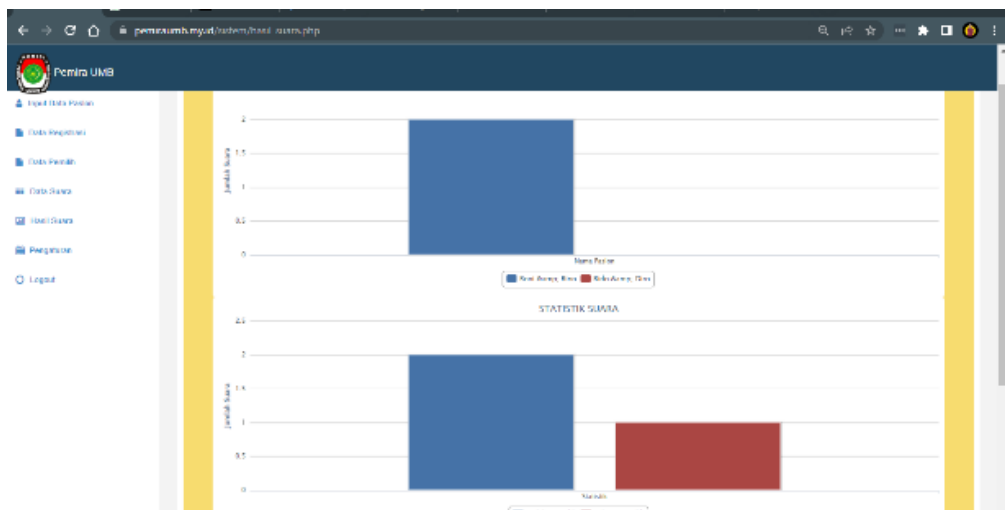 pemiraumb.my.id/sistem/hasil_suara.php
Pemira UMB
Input Data Paslon
Data Registrasi
Data Pemilih
Data Suara
Hasil Suara
Pengaturan
Logout
2
1.5
1
0.5
0
Jumlah Suara
Nama Paslon
STATISTIK SUARA
2.5
2
1.5
1
0.5
0
Jumlah Suara
Statistik